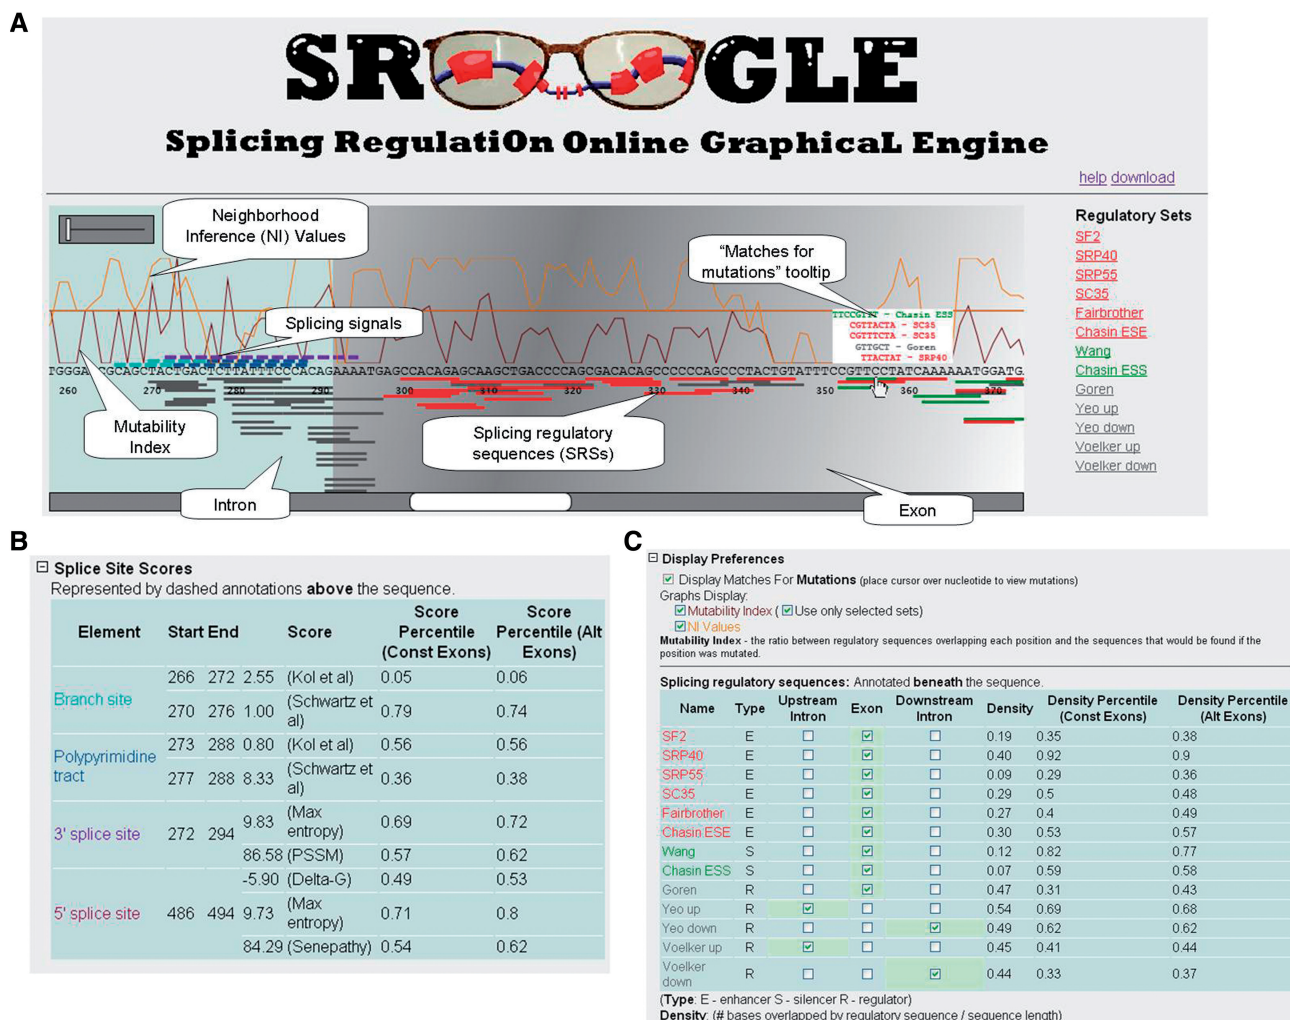 A
SR GLE
Splicing RegulatiOn Online GraphicaL Engine
help download
Neighborhood
Inference (NI) Values
"Matches for
mutations" tooltip
Splicing signals
Regulatory Sets
SF2
SRP40
SRP55
SC35
Fairbrother
Chasin ESE
Wang
Chasin ESS
Goren
Yeo up
Yeo down
Voelker up
Voelker down
- Chasin ESS
CGTTACTA - SC35
CGTTTCTA - SC35
GTTGCT - Goren
TTACTAT - SRP40
260 270 280 290 300 310 320 330 340 350 360 370
Mutability
Index
Splicing regulatory
sequences (SRSs)
Intron
Exon
B
Splice Site Scores
Represented by dashed annotations above the sequence.
Element Start End Score Score Percentile (Const Exons) Score Percentile (Alt Exons)
Branch site 266 272 2.55 (Kol et al) 0.05 0.06
270 276 1.00 (Schwartz et al) 0.79 0.74
Polypyrimidine tract 273 288 0.80 (Kol et al) 0.56 0.56
277 288 8.33 (Schwartz et al) 0.36 0.38
3' splice site 272 294 9.83 (Max entropy) 0.69 0.72
86.58 (PSSM) 0.57 0.62
5' splice site 486 494 -5.90 (Delta-G) 0.49 0.53
9.73 (Max entropy) 0.71 0.8
84.29 (Senepathy) 0.54 0.62
C
Display Preferences
Display Matches For Mutations (place cursor over nucleotide to view mutations)
Graphs Display:
Mutability Index ( Use only selected sets)
NI Values
Mutability Index - the ratio between regulatory sequences overlapping each position and the sequences that would be found if the
position was mutated.
Splicing regulatory sequences: Annotated beneath the sequence.
Name Type Upstream Intron Exon Downstream Intron Density Density Percentile (Const Exons) Density Percentile (Alt Exons)
SF2 E 0.19 0.35 0.38
SRP40 E 0.40 0.92 0.9
SRP55 E 0.09 0.29 0.36
SC35 E 0.29 0.5 0.48
Fairbrother E 0.27 0.4 0.49
Chasin ESE E 0.30 0.53 0.57
Wang S 0.12 0.82 0.77
Chasin ESS S 0.07 0.59 0.58
Goren R 0.47 0.31 0.43
Yeo up R 0.54 0.69 0.68
Yeo down R 0.49 0.62 0.62
Voelker up R 0.45 0.41 0.44
Voelker down R 0.44 0.33 0.37
(Type: E - enhancer S - silencer R - regulator)
Density: (# bases overlapped by regulatory sequence / sequence length)